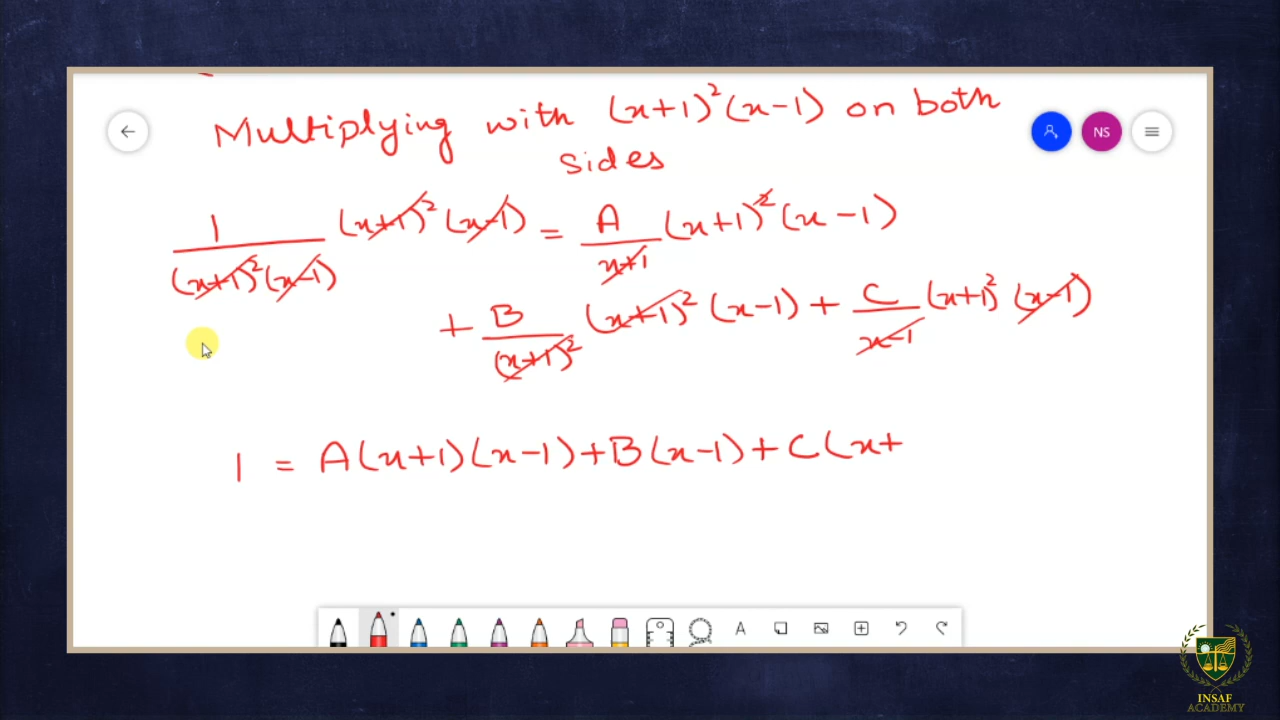 Multiplying with (x+1)²(x-1) on both
sides
NS
1/((x+1)²(x-1)) (x+1)²(x-1) = A/(x+1) (x+1)²(x-1)
+ B/(x+1)² (x+1)²(x-1) + C/(x-1) (x+1)²(x-1)
1 = A(x+1)(x-1)+B(x-1)+C(x+
A
INSAF
ACADEMY